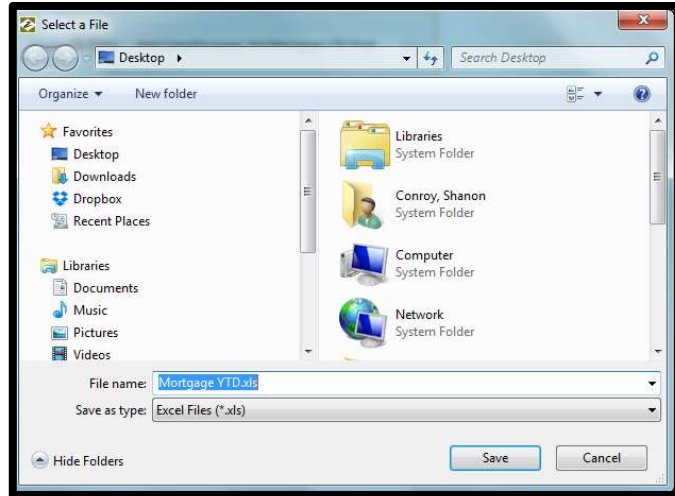 Select a File
Desktop
Search Desktop
Organize
New folder
Favorites
Desktop
Downloads
Dropbox
Recent Places
Libraries
Documents
Music
Pictures
Videos
Libraries
System Folder
Conroy, Shanon
System Folder
Computer
System Folder
Network
System Folder
File name: Mortgage YTD.xls
Save as type: Excel Files (*.xls)
Hide Folders
Save
Cancel